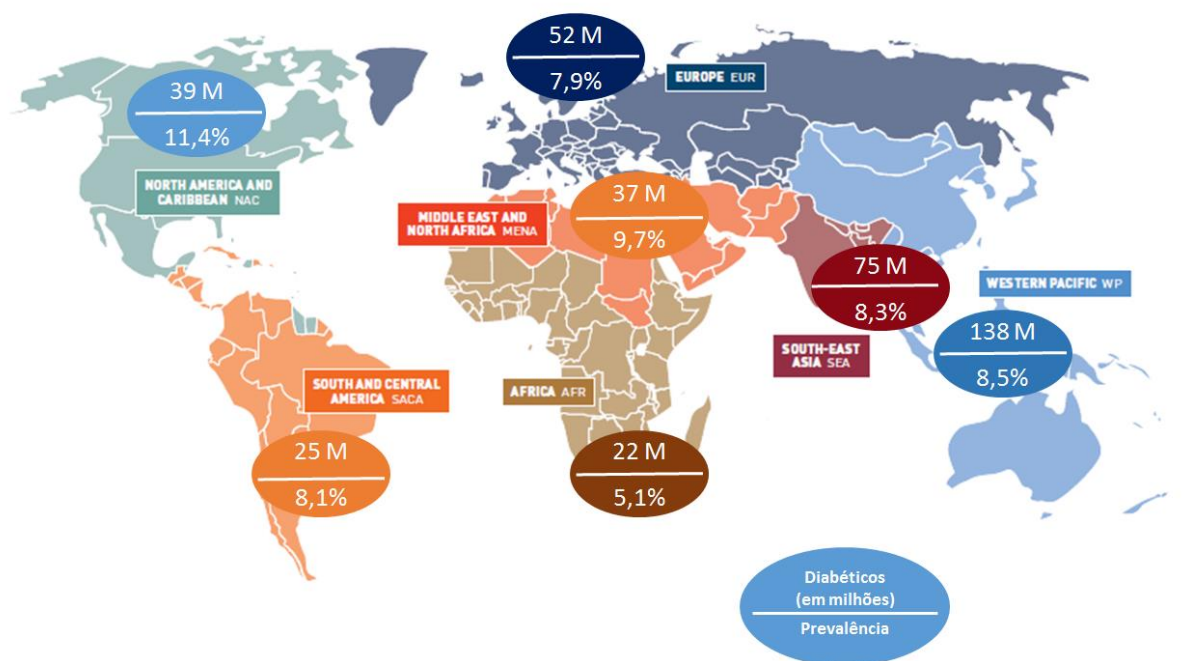 52 M
7,9%
EUROPE EUR
39 M
11,4%
NORTH AMERICA AND
CARIBBEAN NAC
37 M
9,7%
MIDDLE EAST AND
NORTH AFRICA MENA
75 M
8,3%
WESTERN PACIFIC WP
138 M
8,5%
SOUTH-EAST
ASIA SEA
SOUTH AND CENTRAL
AMERICA SACA
AFRICA AFR
25 M
8,1%
22 M
5,1%
Diabéticos
(em milhões)
Prevalência